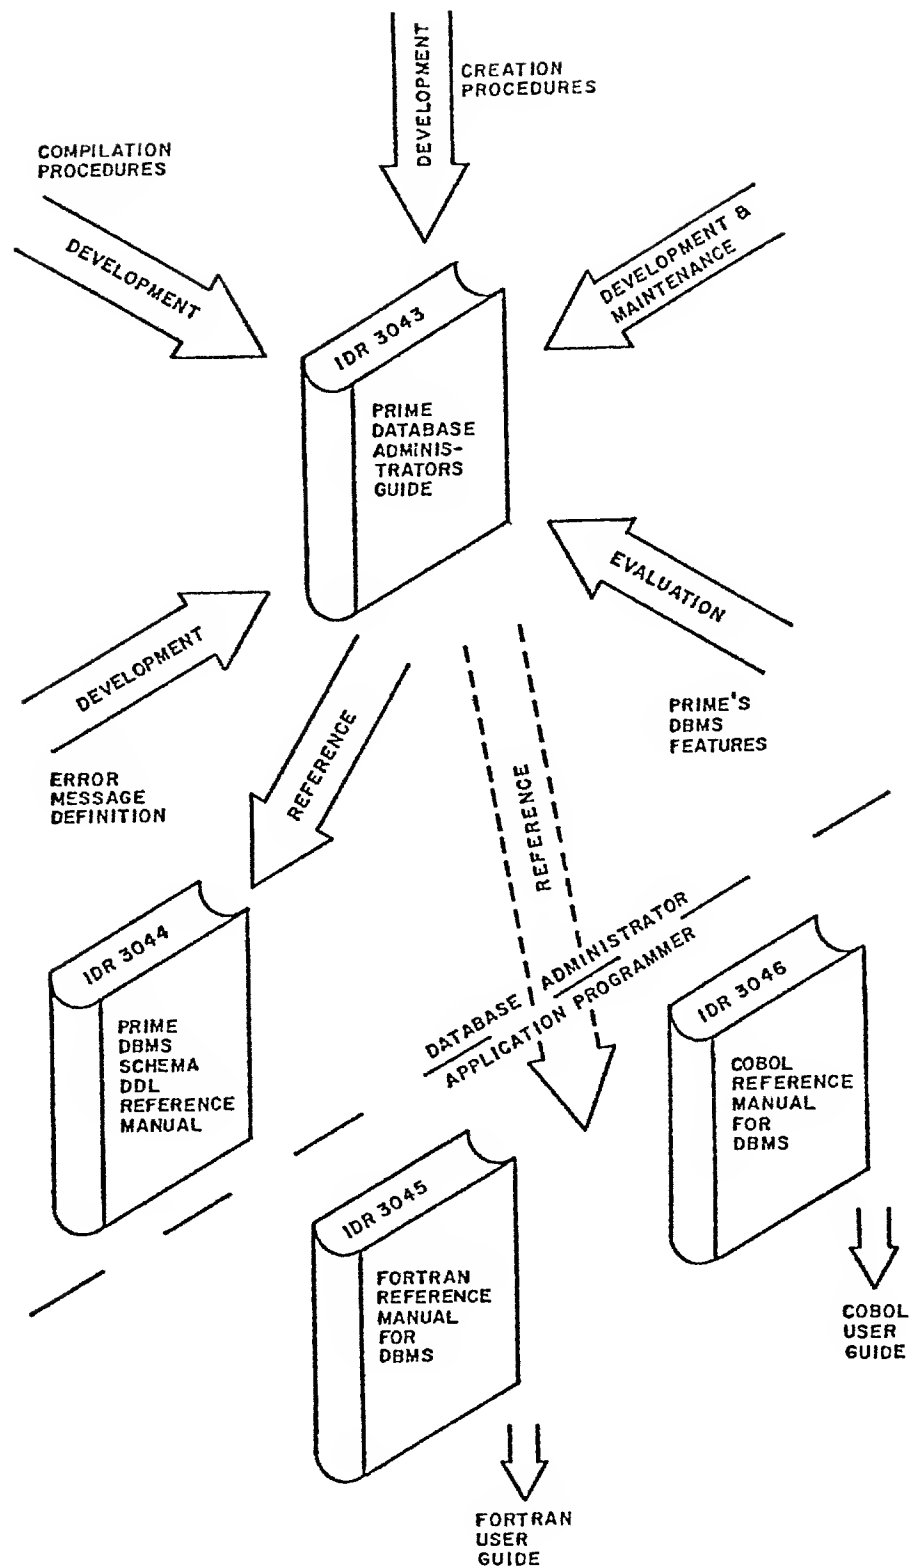 DEVELOPMENT
CREATION
PROCEDURES
COMPILATION
PROCEDURES
DEVELOPMENT
DEVELOPMENT &
MAINTENANCE
IDR 3043
PRIME
DATABASE
ADMINIS-
TRATORS
GUIDE
EVALUATION
DEVELOPMENT
PRIME'S
DBMS
FEATURES
ERROR
MESSAGE
DEFINITION
REFERENCE
REFERENCE
DATABASE ADMINISTRATOR
APPLICATION PROGRAMMER
IDR 3044
PRIME
DBMS
SCHEMA
DDL
REFERENCE
MANUAL
IDR 3046
COBOL
REFERENCE
MANUAL
FOR
DBMS
IDR 3045
FORTRAN
REFERENCE
MANUAL
FOR
DBMS
COBOL
USER
GUIDE
FORTRAN
USER
GUIDE